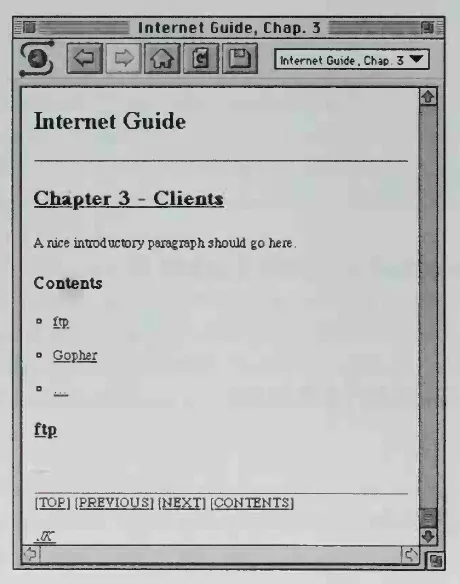 Internet Guide, Chap. 3
Internet Guide, Chap. 3
Internet Guide
Chapter 3 - Clients
A nice introductory paragraph should go here.
Contents
ftp
Gopher
...
ftp
[TOP] [PREVIOUS] [NEXT] [CONTENTS]
JK